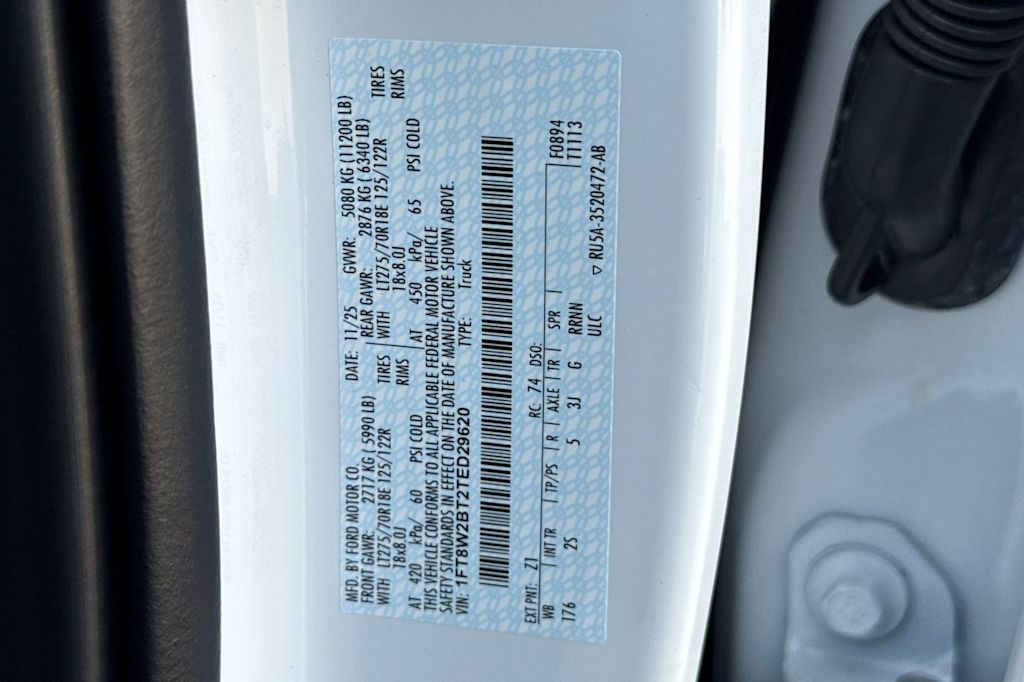 MFD. BY FORD MOTOR CO.
DATE: 11/25 GVWR: 5080 KG (11200 LB)
FRONT GAWR: 2717 KG ( 5990 LB) REAR GAWR: 2876 KG ( 6340 LB)
WITH LT275/70R18E 125/122R TIRES WITH LT275/70R18E 125/122R TIRES
18x8.0J RIMS 18x8.0J RIMS
AT 420 kPa/ 60 PSI COLD AT 450 kPa/ 65 PSI COLD
THIS VEHICLE CONFORMS TO ALL APPLICABLE FEDERAL MOTOR VEHICLE
SAFETY STANDARDS IN EFFECT ON THE DATE OF MANUFACTURE SHOWN ABOVE.
VIN: 1FT8W2BT2TED29620 TYPE: Truck
EXT PNT: Z1 RC: 74 DSO: F0894
WB | INT TR | TP/PS | R | AXLE | TR | SPR | T1113
176 2S 5 3J G RRNN
ULC ▽ RU5A-3520472-AB